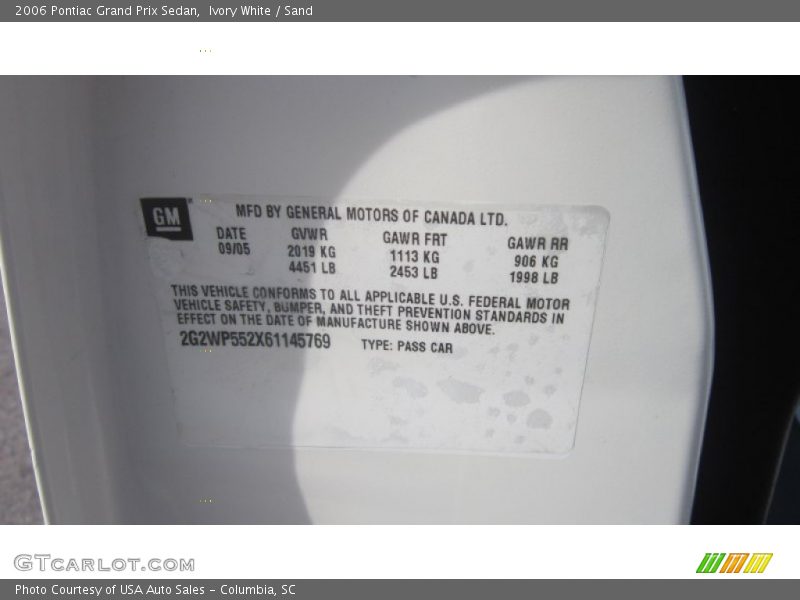 2006 Pontiac Grand Prix Sedan,  Ivory White / Sand
GM
MFD BY GENERAL MOTORS OF CANADA LTD.
DATE GVWR GAWR FRT GAWR RR
09/05 2019 KG 1113 KG 906 KG
4451 LB 2453 LB 1998 LB
THIS VEHICLE CONFORMS TO ALL APPLICABLE U.S. FEDERAL MOTOR
VEHICLE SAFETY, BUMPER, AND THEFT PREVENTION STANDARDS IN
EFFECT ON THE DATE OF MANUFACTURE SHOWN ABOVE.
2G2WP552X61145769 TYPE: PASS CAR
GTCARLOT.COM
Photo Courtesy of USA Auto Sales - Columbia, SC